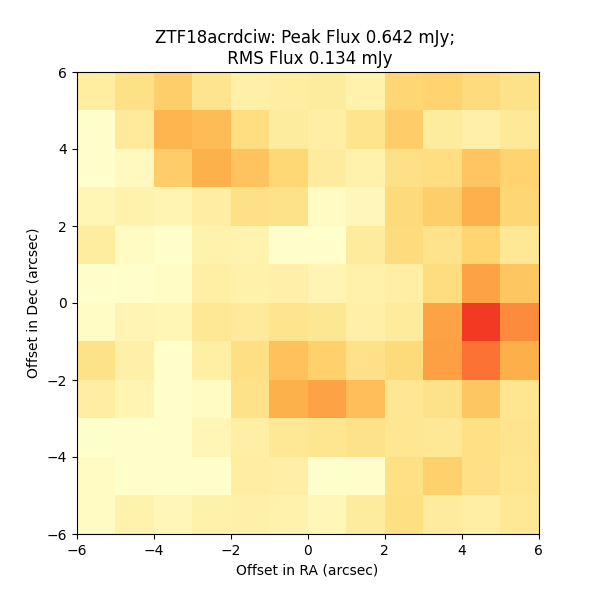 ZTF18acrdciw: Peak Flux 0.642 mJy;
RMS Flux 0.134 mJy
6
4
2
0
−2
−4
−6
Offset in Dec (arcsec)
−6 −4 −2 0 2 4 6
Offset in RA (arcsec)